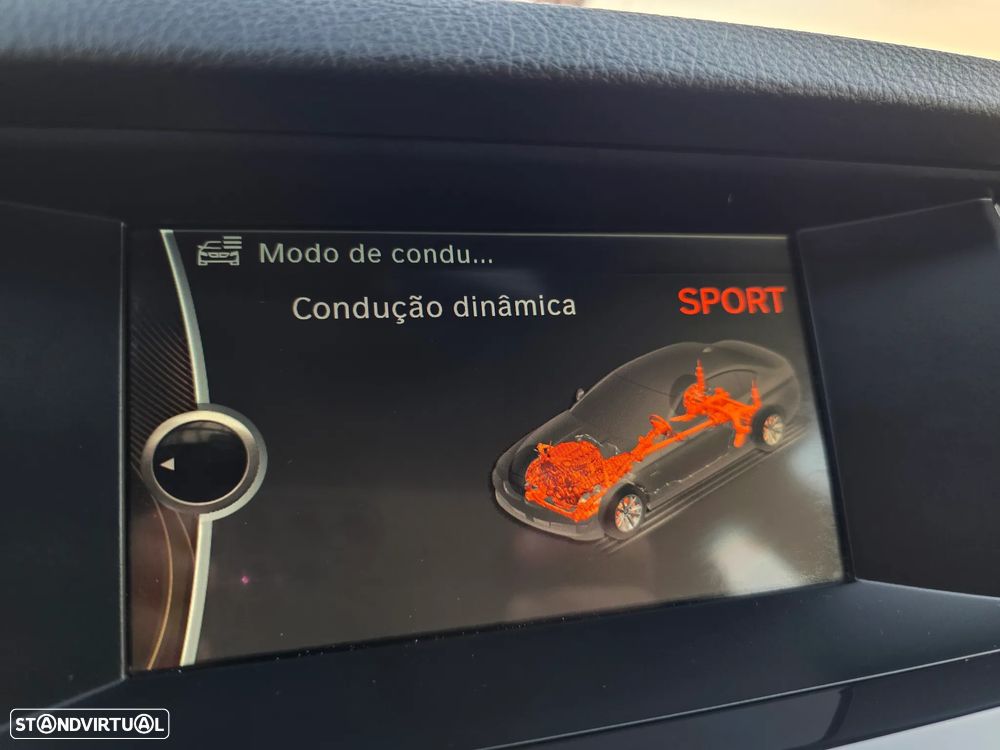 Modo de condu...
Condução dinâmica
SPORT
STANDVIRTUAL